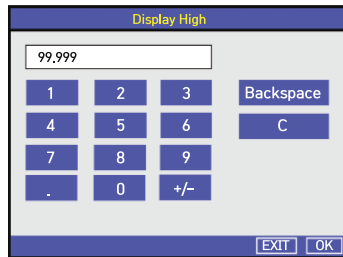 Display High
99.999
1 2 3 Backspace
4 5 6 C
7 8 9
. 0 +/-
EXIT OK